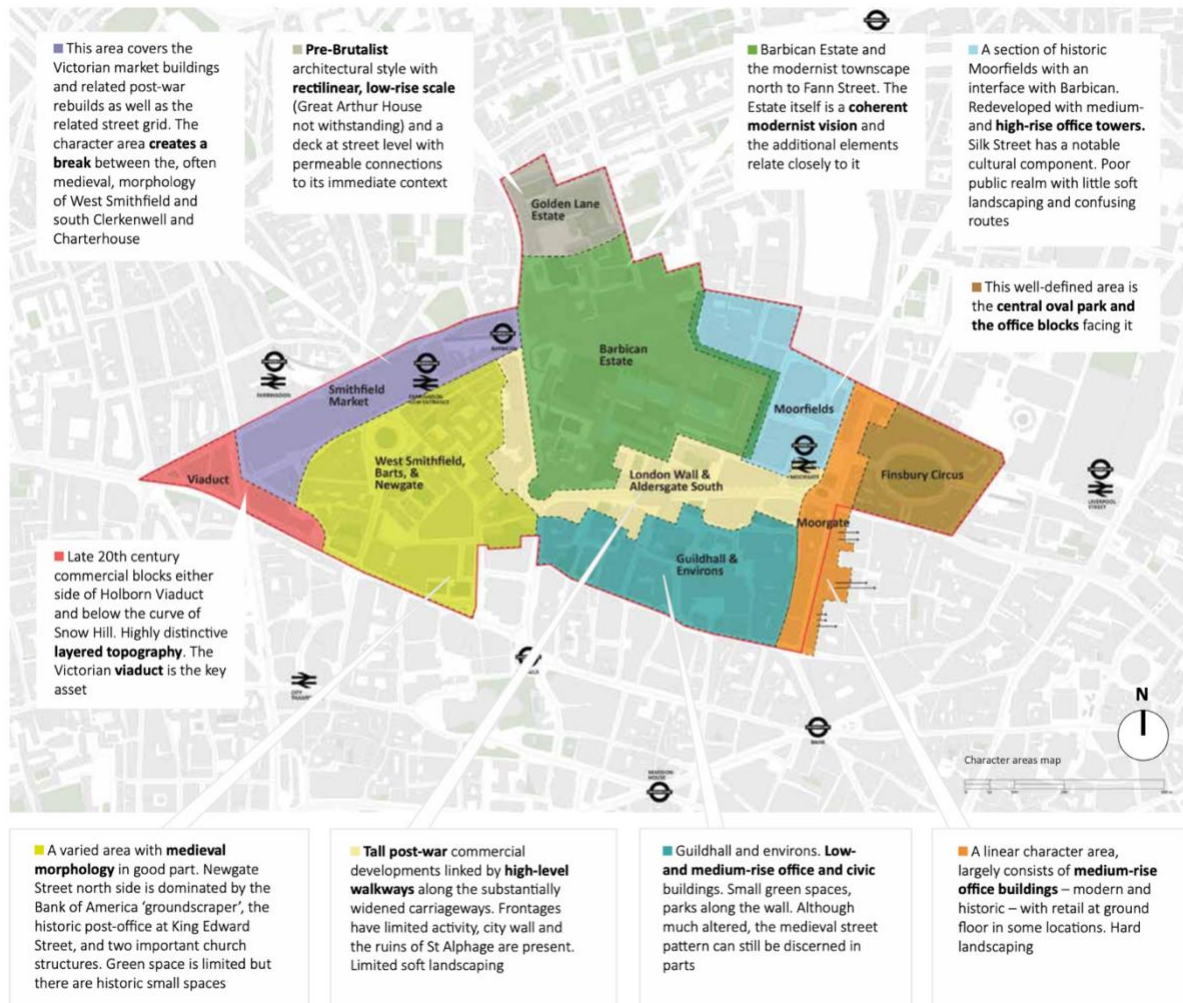 This area covers the
Victorian market buildings
and related post-war
rebuilds as well as the
related street grid. The
character area creates a
break between the, often
medieval, morphology
of West Smithfield and
south Clerkenwell and
Charterhouse
Pre-Brutalist
architectural style with
rectilinear, low-rise scale
(Great Arthur House
not withstanding) and a
deck at street level with
permeable connections
to its immediate context
Barbican Estate and
the modernist townscape
north to Fann Street. The
Estate itself is a coherent
modernist vision and
the additional elements
relate closely to it
A section of historic
Moorfields with an
interface with Barbican.
Redeveloped with medium-
and high-rise office towers.
Silk Street has a notable
cultural component. Poor
public realm with little soft
landscaping and confusing
routes
This well-defined area is
the central oval park and
the office blocks facing it
Golden Lane
Estate
Barbican
Estate
BARBICAN
FARRINGDON
Smithfield
Market
Moorfields
MOORGATE
Viaduct
West Smithfield,
Barts, &
Newgate
London Wall &
Aldersgate South
Finsbury Circus
LIVERPOOL
STREET
Moorgate
Guildhall &
Environs
Late 20th century
commercial blocks either
side of Holborn Viaduct
and below the curve of
Snow Hill. Highly distinctive
layered topography. The
Victorian viaduct is the key
asset
BANK
MANSION
HOUSE
N
Character areas map
A varied area with medieval
morphology in good part. Newgate
Street north side is dominated by the
Bank of America ‘groundscraper’, the
historic post-office at King Edward
Street, and two important church
structures. Green space is limited but
there are historic small spaces
Tall post-war commercial
developments linked by high-level
walkways along the substantially
widened carriageways. Frontages
have limited activity, city wall and
the ruins of St Alphage are present.
Limited soft landscaping
Guildhall and environs. Low-
and medium-rise office and civic
buildings. Small green spaces,
parks along the wall. Although
much altered, the medieval street
pattern can still be discerned in
parts
A linear character area,
largely consists of medium-rise
office buildings – modern and
historic – with retail at ground
floor in some locations. Hard
landscaping